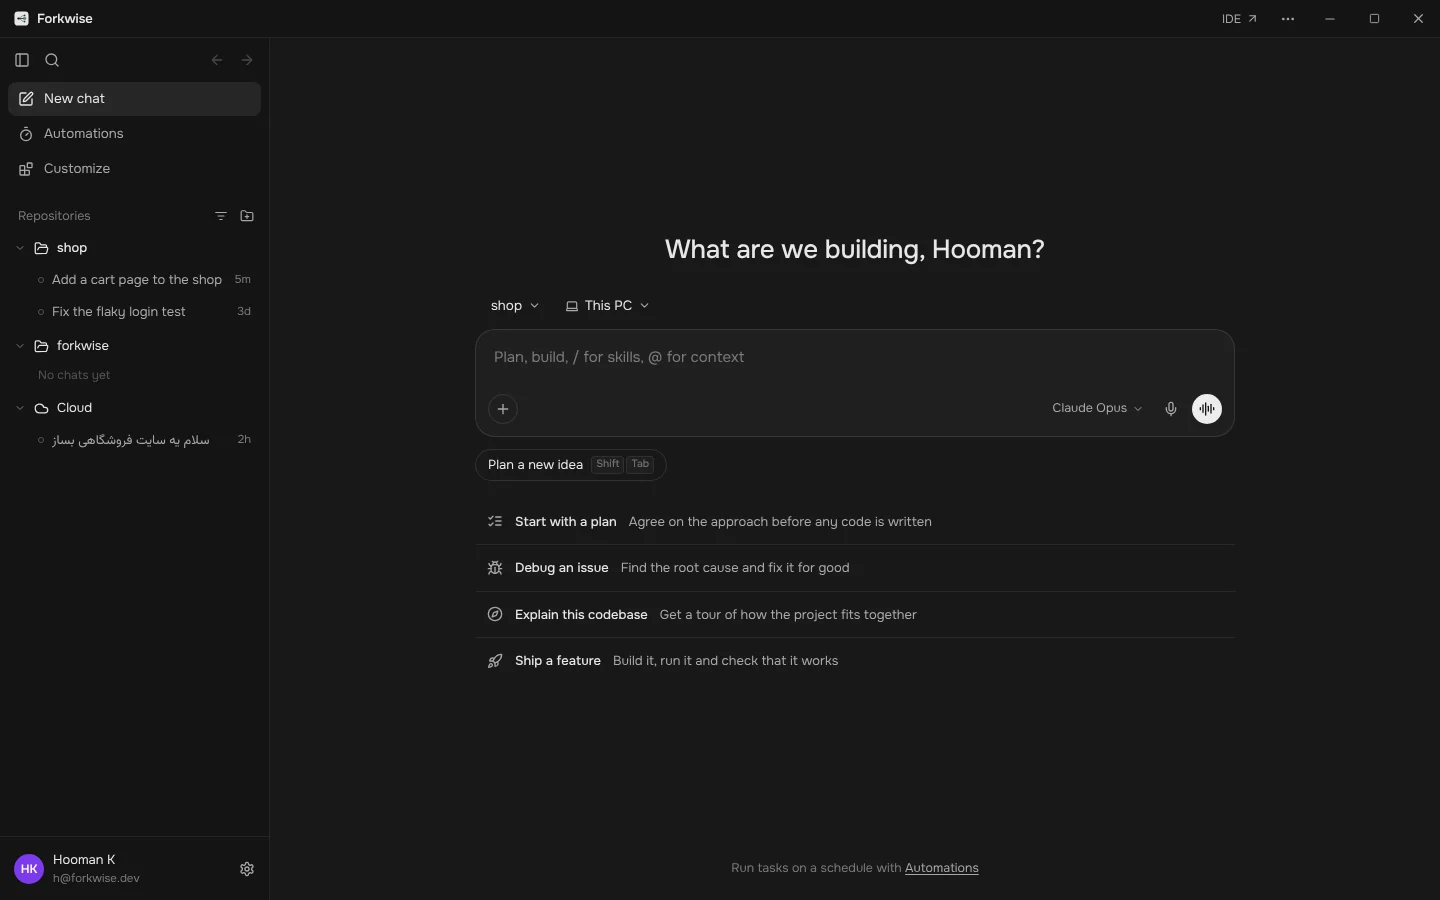 Forkwise
IDE
New chat
Automations
Customize
Repositories
shop
Add a cart page to the shop 5m
Fix the flaky login test 3d
forkwise
No chats yet
Cloud
سلام یه سایت فروشگاهی بساز 2h
HK
Hooman K
h@forkwise.dev
What are we building, Hooman?
shop This PC
Plan, build, / for skills, @ for context
Claude Opus
Plan a new idea Shift Tab
Start with a plan Agree on the approach before any code is written
Debug an issue Find the root cause and fix it for good
Explain this codebase Get a tour of how the project fits together
Ship a feature Build it, run it and check that it works
Run tasks on a schedule with Automations